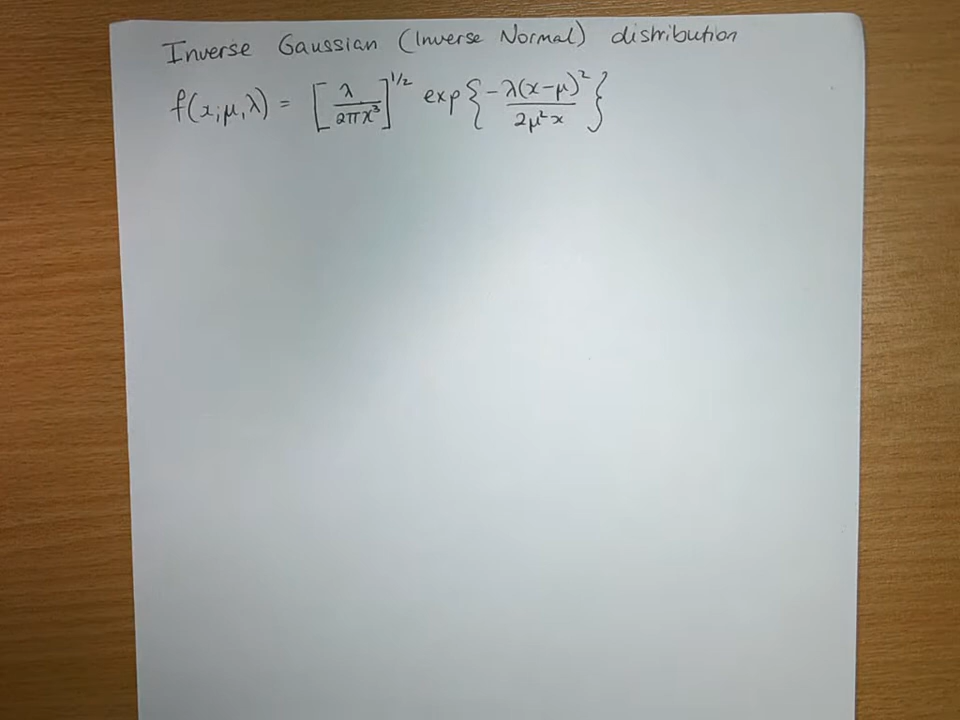 Inverse Gaussian (Inverse Normal) distribution
f(x; μ, λ) = [λ / 2πx³]^1/2 exp{-λ(x-μ)² / 2μ²x}